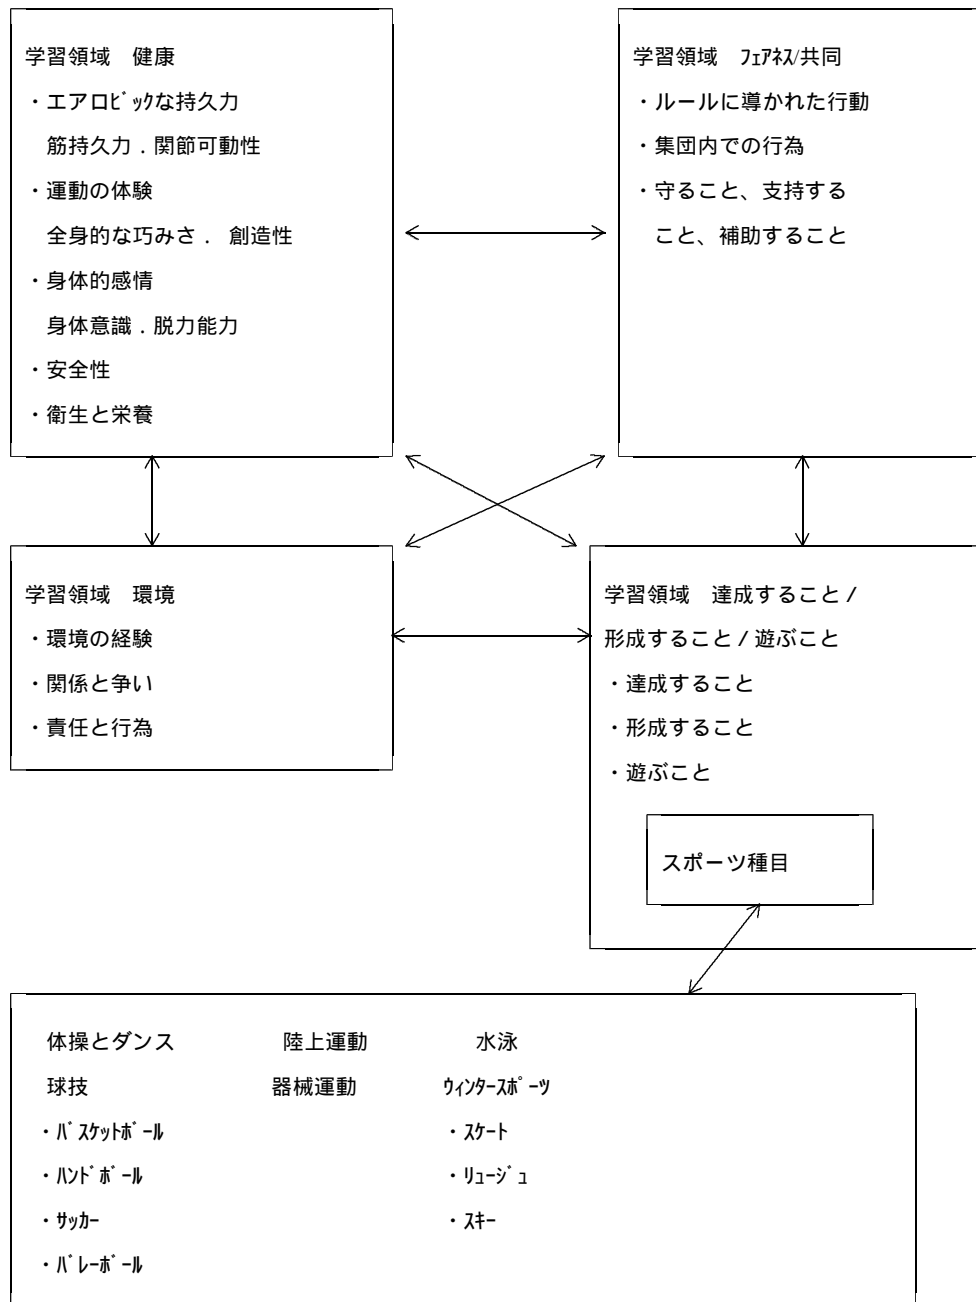 学習領域　健康
・エアロビックな持久力
筋持久力．関節可動性
・運動の体験
全身的な巧みさ．　創造性
・身体的感情
身体意識．脱力能力
・安全性
・衛生と栄養
学習領域　フェアネス/共同
・ルールに導かれた行動
・集団内での行為
・守ること、支持する
こと、補助すること
学習領域　環境
・環境の経験
・関係と争い
・責任と行為
学習領域　達成すること /
形成すること / 遊ぶこと
・達成すること
・形成すること
・遊ぶこと
スポーツ種目
体操とダンス　陸上運動　水泳
球技　器械運動　ウィンタースポーツ
・バスケットボール　・スケート
・ハンドボール　・リュージュ
・サッカー　・スキー
・バレーボール